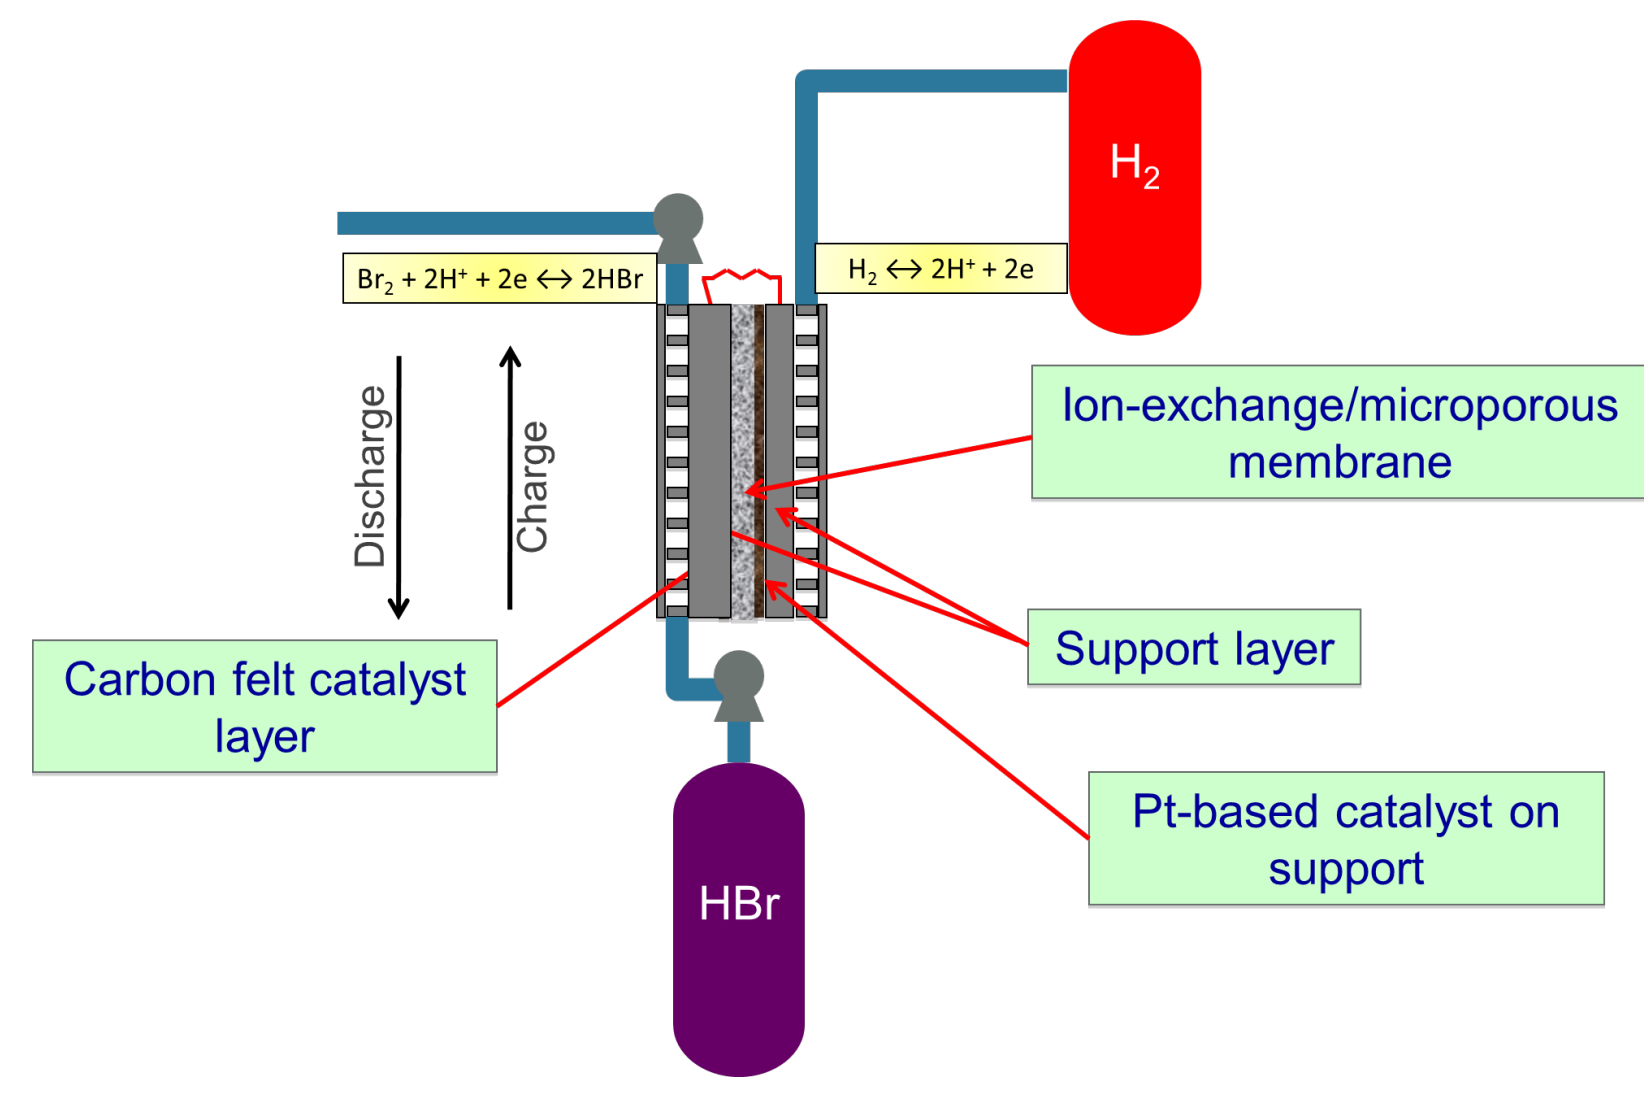 H₂
Br₂ + 2H⁺ + 2e ↔ 2HBr
H₂ ↔ 2H⁺ + 2e
Discharge
Charge
Ion-exchange/microporous
membrane
Support layer
Carbon felt catalyst
layer
Pt-based catalyst on
support
HBr